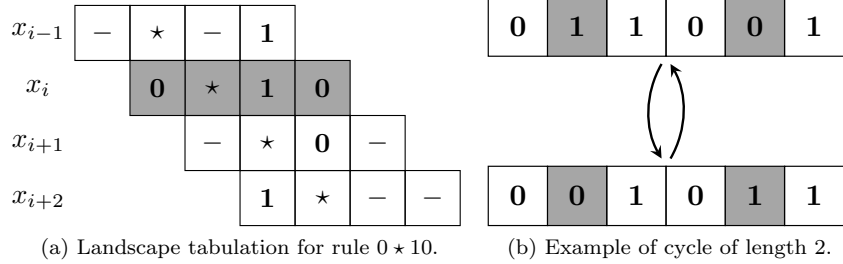 x_{i−1} − ⋆ − 1
x_i 0 ⋆ 1 0
x_{i+1} − ⋆ 0 −
x_{i+2} 1 ⋆ − −
(a) Landscape tabulation for rule 0 ⋆ 10.
0 1 1 0 0 1
0 0 1 0 1 1
(b) Example of cycle of length 2.